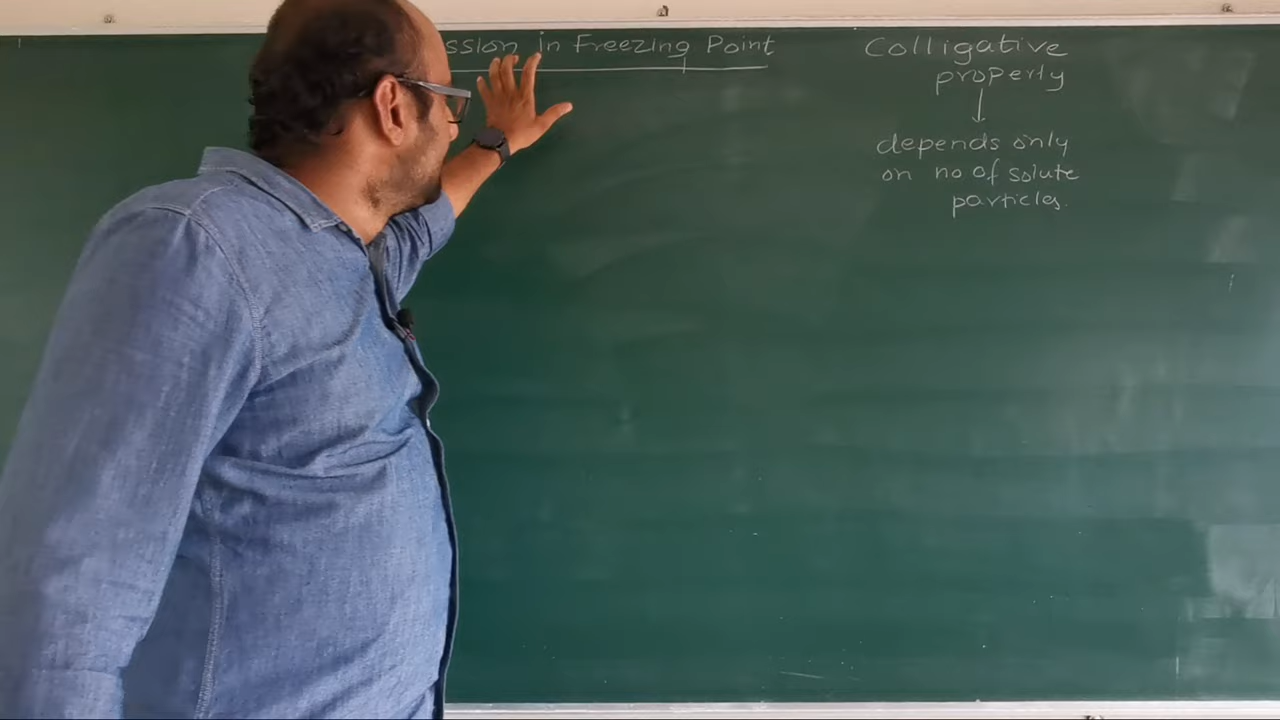 ssion in Freezing Point
Colligative
property
depends only
on no of solute
particles.